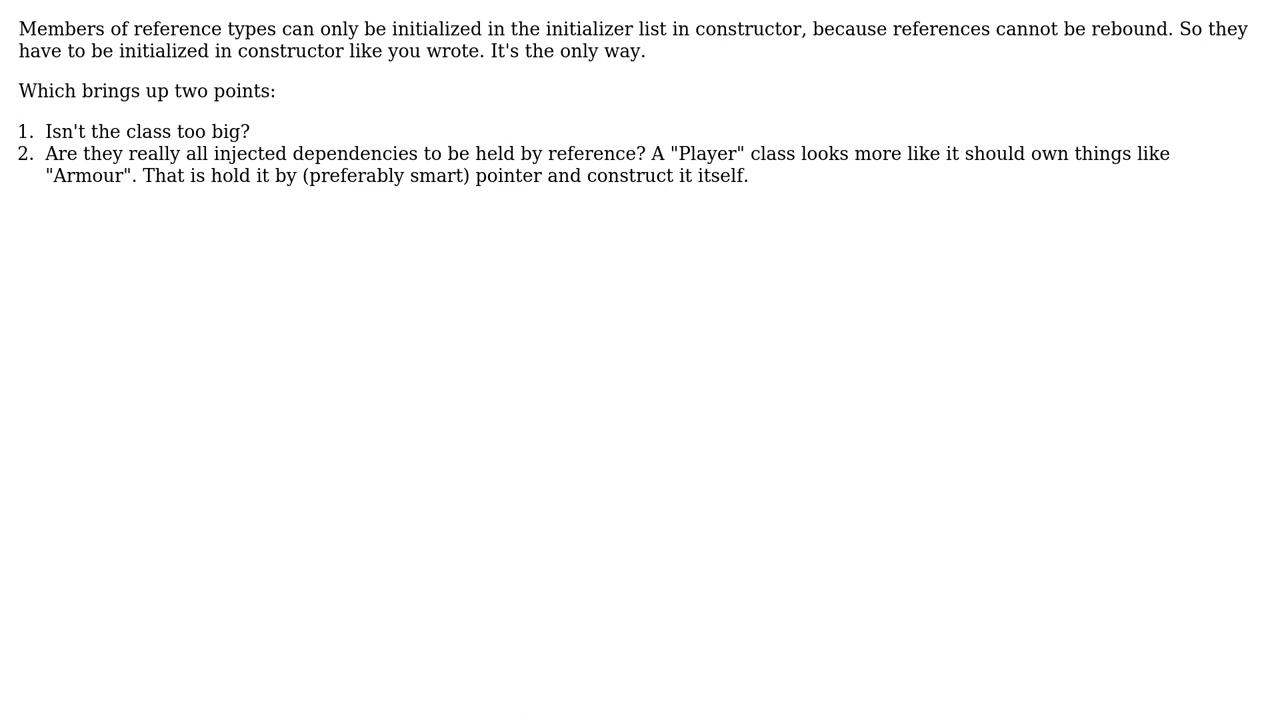 Members of reference types can only be initialized in the initializer list in constructor, because references cannot be rebound. So they
have to be initialized in constructor like you wrote. It's the only way.
Which brings up two points:
1. Isn't the class too big?
2. Are they really all injected dependencies to be held by reference? A "Player" class looks more like it should own things like
"Armour". That is hold it by (preferably smart) pointer and construct it itself.